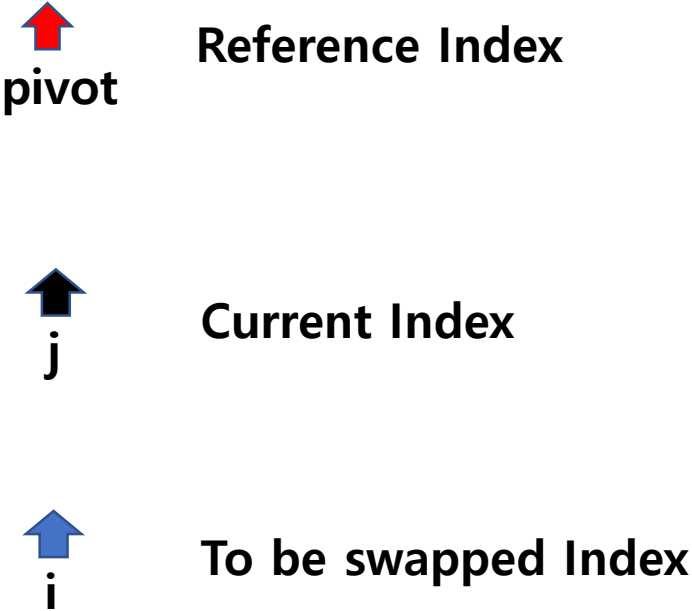 Reference Index
pivot
Current Index
j
To be swapped Index
i